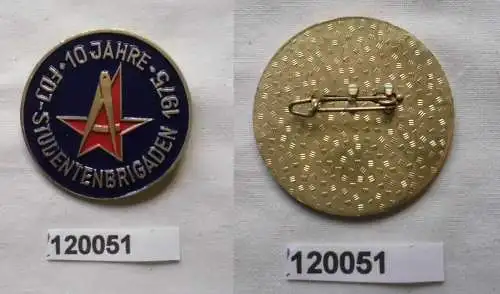 · 10 JAHRE ·
FDJ-STUDENTENBRIGADEN 1975
120051
120051